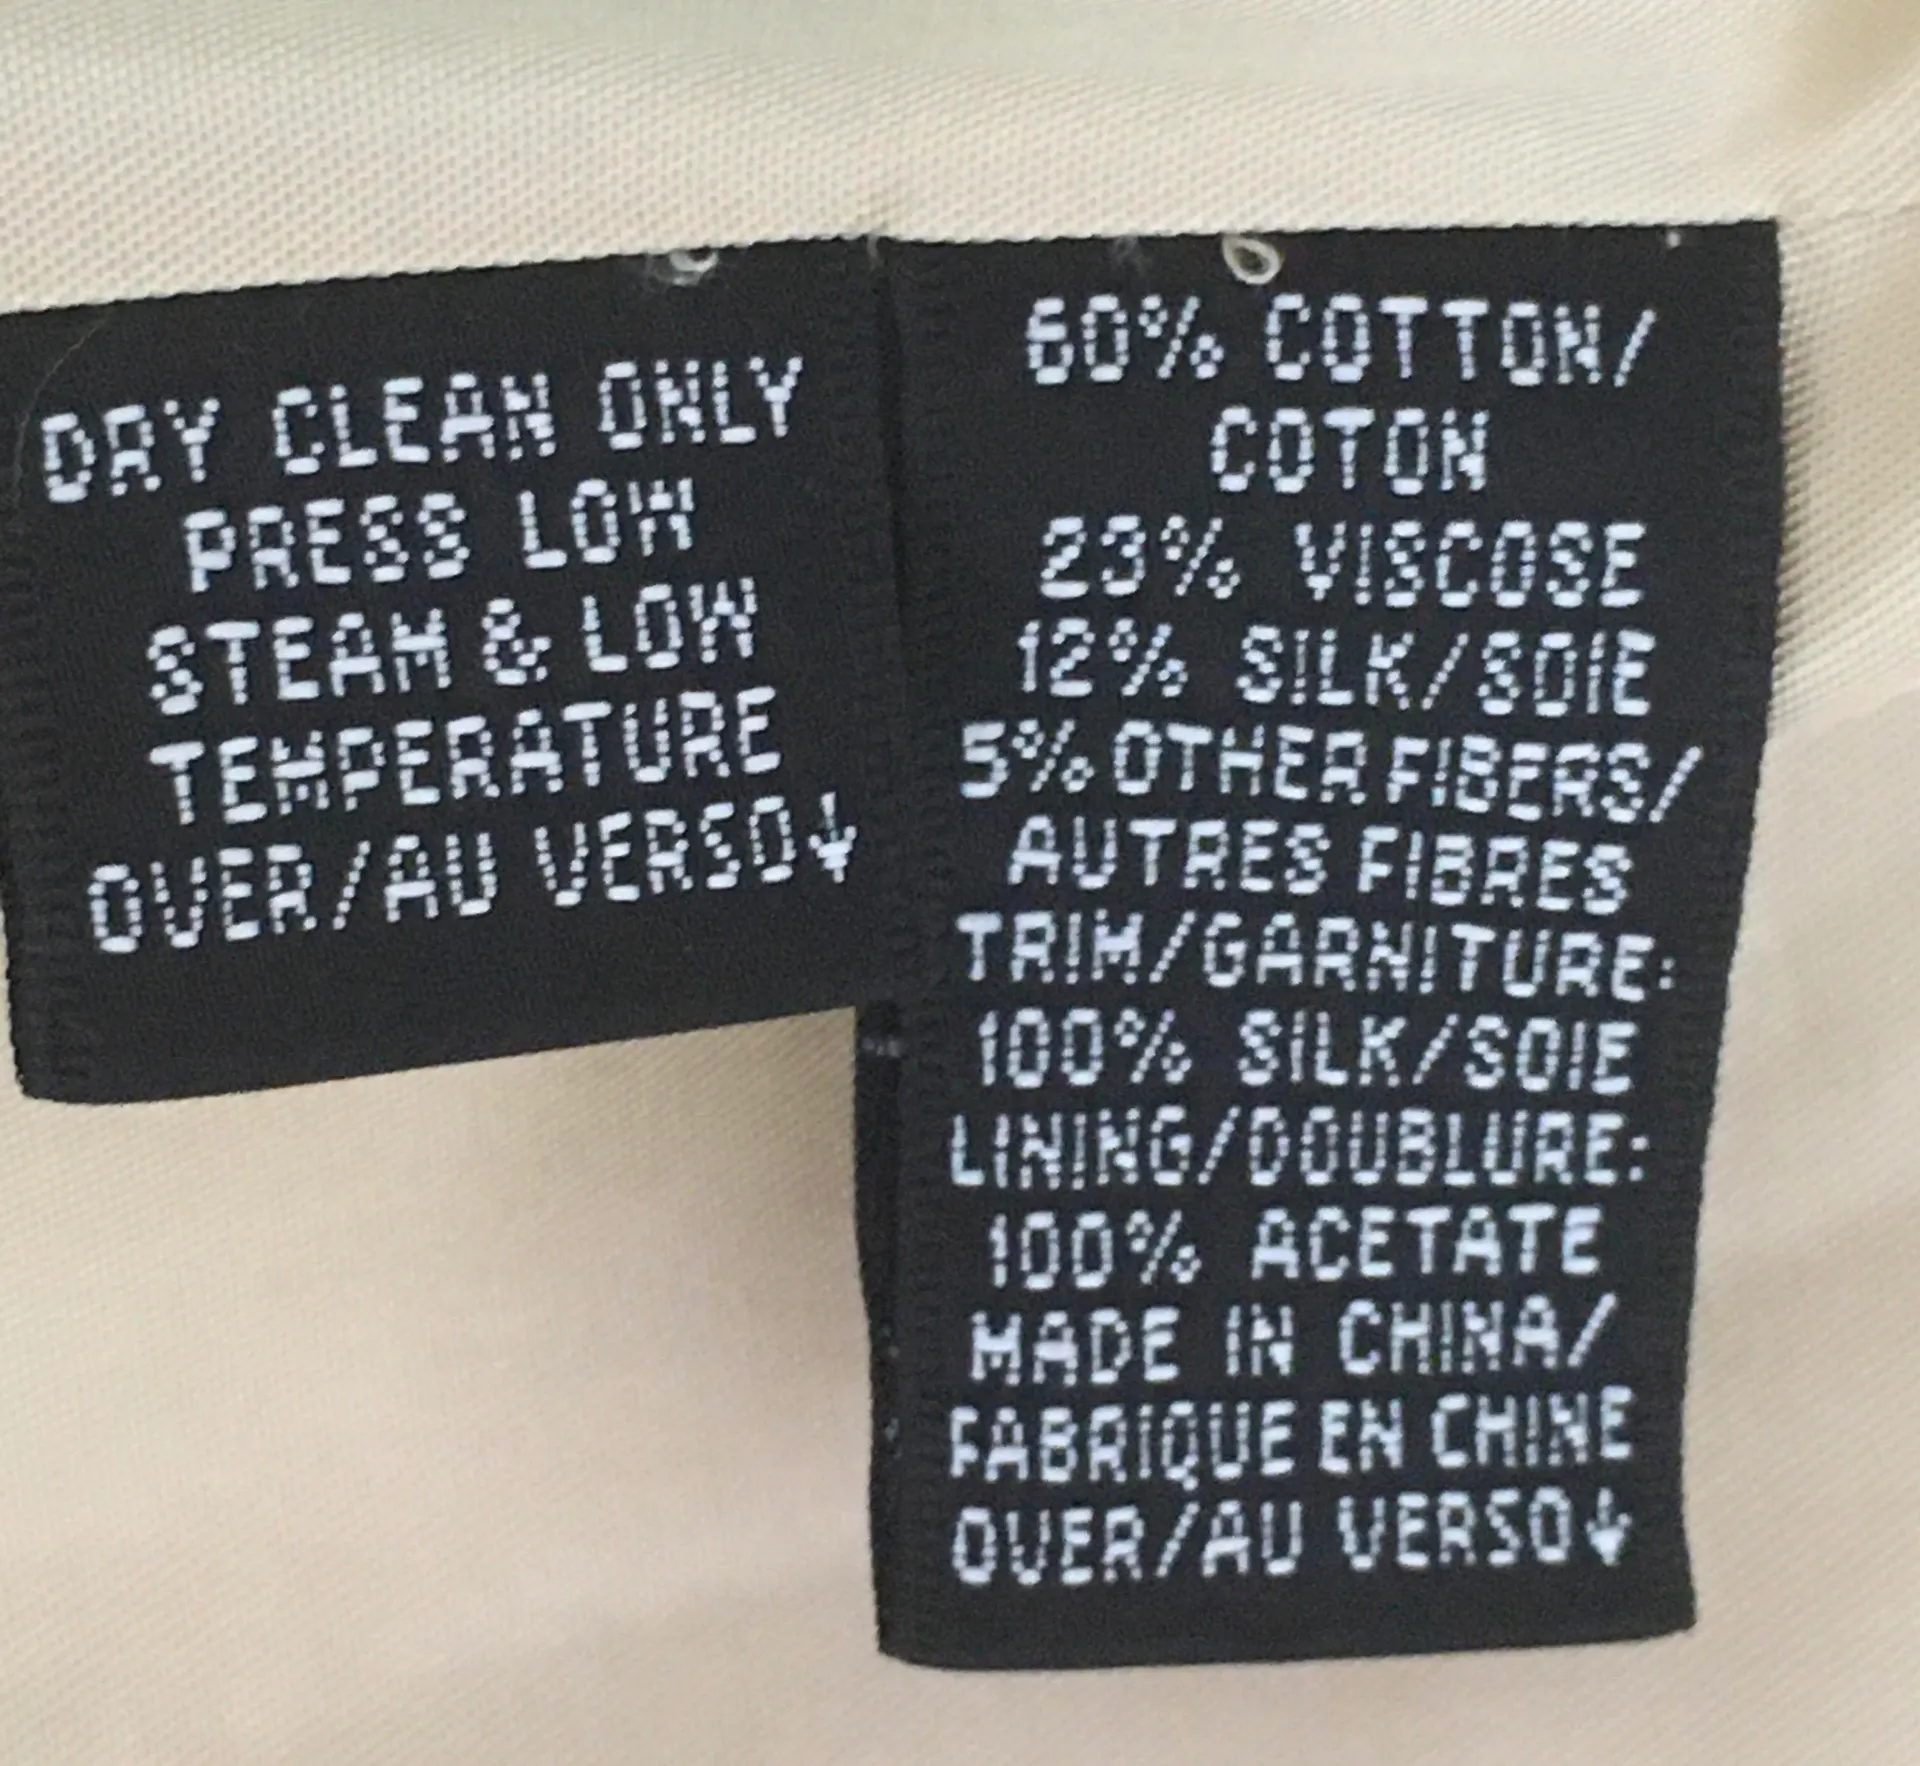 DRY CLEAN ONLY
PRESS LOW
STEAM & LOW
TEMPERATURE
OVER/AU VERSO↓
60% COTTON/
COTON
23% VISCOSE
12% SILK/SOIE
5% OTHER FIBERS/
AUTRES FIBRES
TRIM/GARNITURE:
100% SILK/SOIE
LINING/DOUBLURE:
100% ACETATE
MADE IN CHINA/
FABRIQUE EN CHINE
OVER/AU VERSO↓